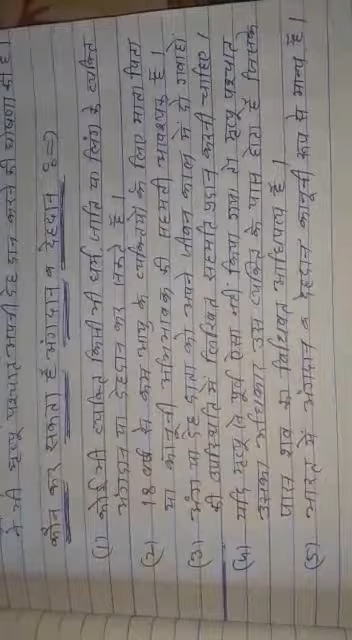 ने भी मृत्यु पश्चात अपनी देह दान करने की घोषणा की है।
कौन कर सकता है अंगदान व देहदान :-
(1) कोई भी व्यक्ति किसी भी धर्म जाति या लिंग के व्यक्ति
अंगदान या देहदान कर सकते हैं।
(2) 18 वर्ष से कम आयु के व्यक्तियों के लिए माता पिता
या कानूनी अभिभावक की सहमती आवश्यक है।
(3) अंग या देह दाता को अपने जीवन काल में दो गवाहों
की उपस्थिति में लिखित सहमति प्रदान करनी चाहिए।
(4) यदि मृत्यु से पूर्व ऐसा नहीं किया गया तो मृत्यु पश्चात
उसका अधिकार उस व्यक्ति के पास होता है जिसके
पास शव का विधिवत आधिपत्य है।
(5) भारत में अंगदान व देहदान कानूनी रूप से मान्य है।